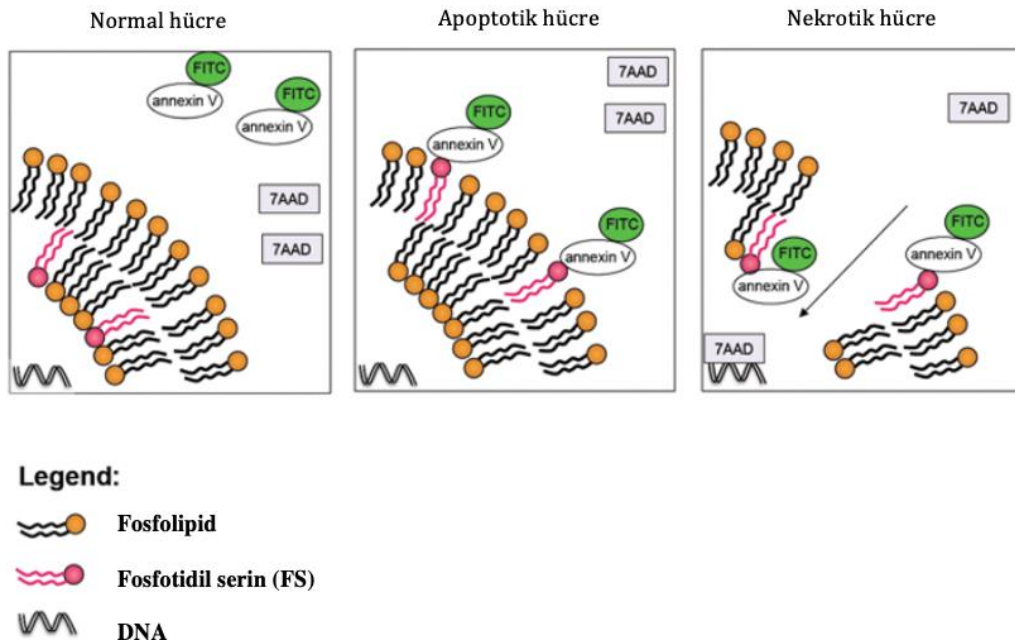 Normal hücre
Apoptotik hücre
Nekrotik hücre
FITC
annexin V
FITC
annexin V
7AAD
7AAD
7AAD
7AAD
FITC
annexin V
FITC
annexin V
7AAD
FITC
annexin V
FITC
annexin V
7AAD
Legend:
Fosfolipid
Fosfotidil serin (FS)
DNA